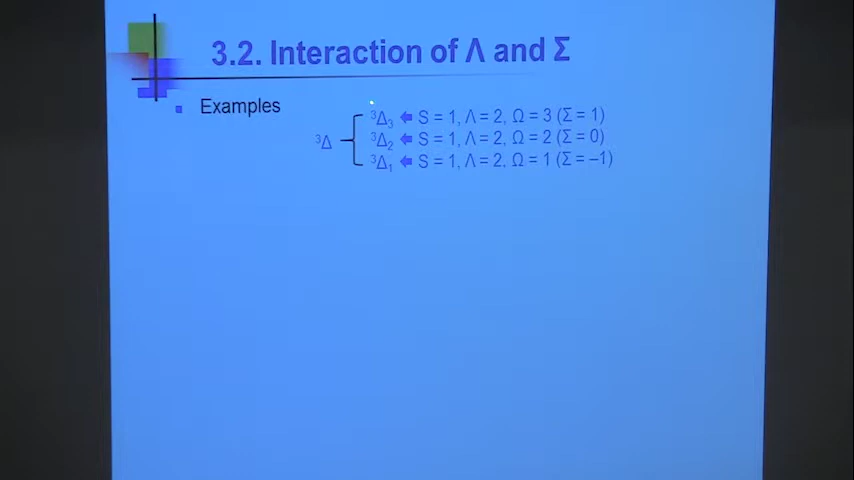 3.2. Interaction of Λ and Σ
Examples
³Δ
³Δ₃ ⬅ S = 1, Λ = 2, Ω = 3 (Σ = 1)
³Δ₂ ⬅ S = 1, Λ = 2, Ω = 2 (Σ = 0)
³Δ₁ ⬅ S = 1, Λ = 2, Ω = 1 (Σ = –1)